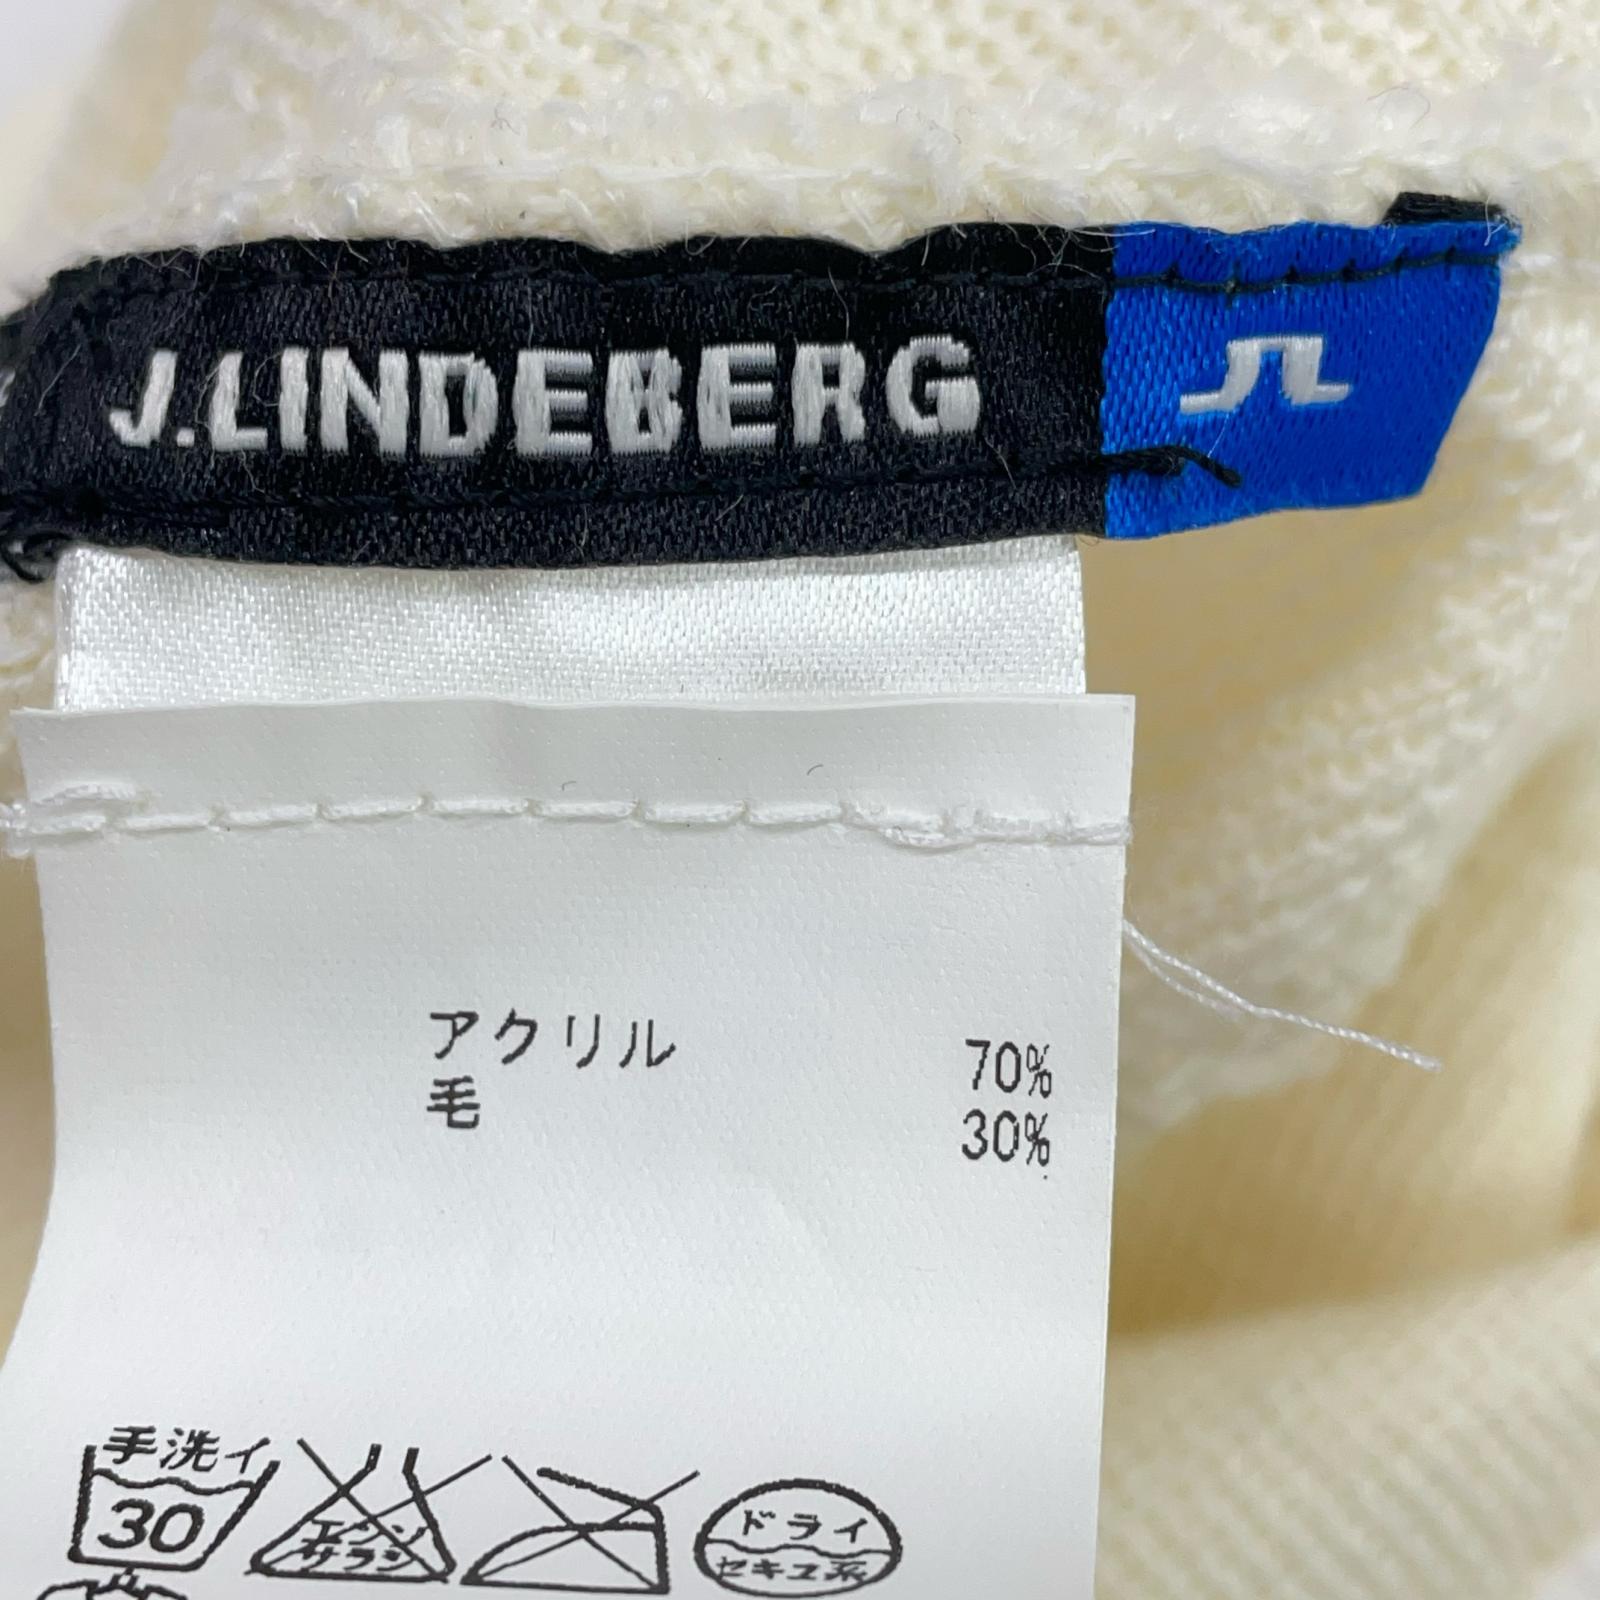 J.LINDEBERG JL
アクリル 70%
毛 30%
手洗イ
30
エンソ
サラシ
ドライ
セキユ系